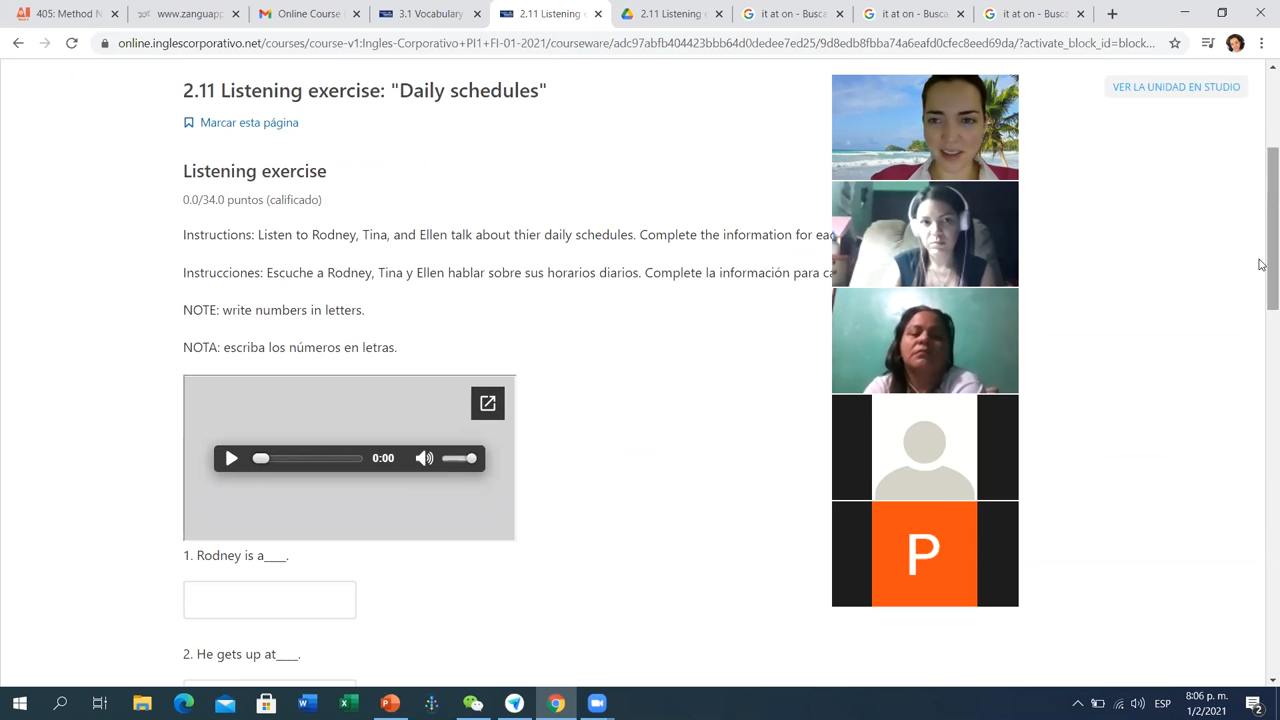 405: Method N
www.zanagrupp
Online Course
3.1 Vocabulary
2.11 Listening e
2.11 Listening
it at on - Busca
it at on - Busca
it at on - Busca
online.inglescorporativo.net/courses/course-v1:Ingles-Corporativo+PI1+FI-01-2021/courseware/adc97abfb404423bbb64d0dedee7ed25/9d8edb8fbba74a6eafd0cfec8eed69da/?activate_block_id=block...
2.11 Listening exercise: "Daily schedules"
VER LA UNIDAD EN STUDIO
Marcar esta página
Listening exercise
0.0/34.0 puntos (calificado)
Instructions: Listen to Rodney, Tina, and Ellen talk about thier daily schedules. Complete the information for eac
Instrucciones: Escuche a Rodney, Tina y Ellen hablar sobre sus horarios diarios. Complete la información para ca
NOTE: write numbers in letters.
NOTA: escriba los números en letras.
0:00
1. Rodney is a____.
P
2. He gets up at____.
8:06 p. m.
ESP
1/2/2021
2